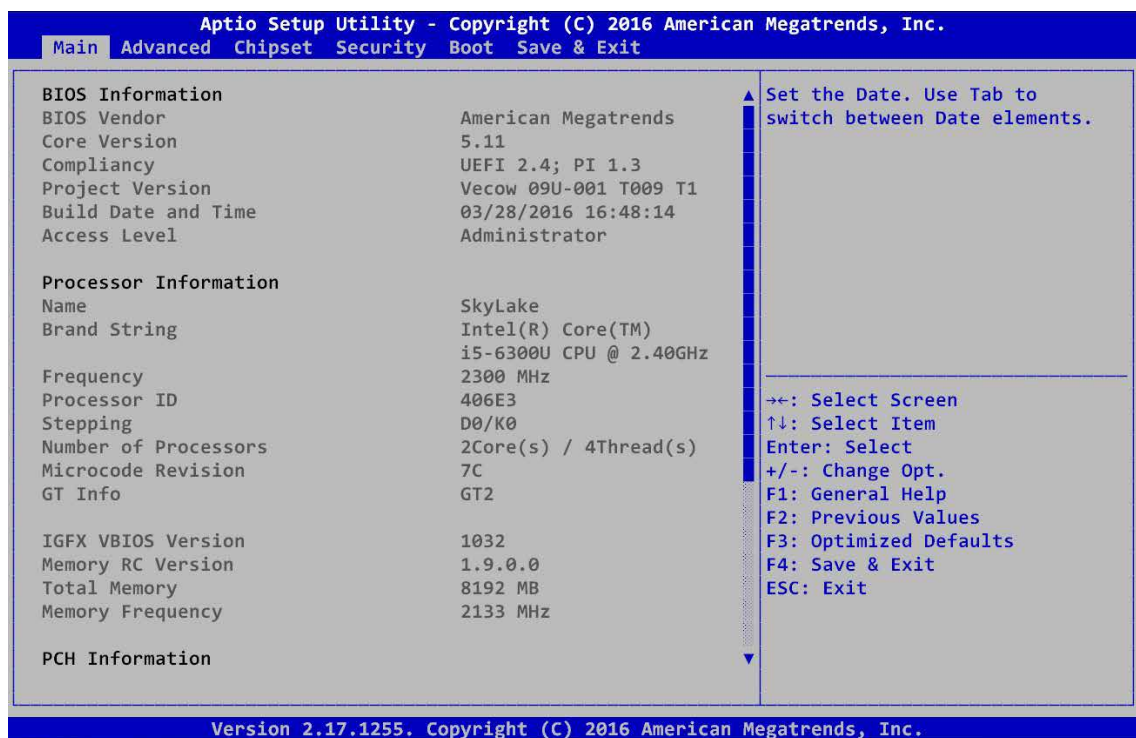 Aptio Setup Utility - Copyright (C) 2016 American Megatrends, Inc.
Main Advanced Chipset Security Boot Save & Exit
BIOS Information
BIOS Vendor American Megatrends
Core Version 5.11
Compliancy UEFI 2.4; PI 1.3
Project Version Vecow 09U-001 T009 T1
Build Date and Time 03/28/2016 16:48:14
Access Level Administrator
Processor Information
Name SkyLake
Brand String Intel(R) Core(TM)
i5-6300U CPU @ 2.40GHz
Frequency 2300 MHz
Processor ID 406E3
Stepping D0/K0
Number of Processors 2Core(s) / 4Thread(s)
Microcode Revision 7C
GT Info GT2
IGFX VBIOS Version 1032
Memory RC Version 1.9.0.0
Total Memory 8192 MB
Memory Frequency 2133 MHz
PCH Information
Set the Date. Use Tab to
switch between Date elements.
→←: Select Screen
↑↓: Select Item
Enter: Select
+/-: Change Opt.
F1: General Help
F2: Previous Values
F3: Optimized Defaults
F4: Save & Exit
ESC: Exit
Version 2.17.1255. Copyright (C) 2016 American Megatrends, Inc.